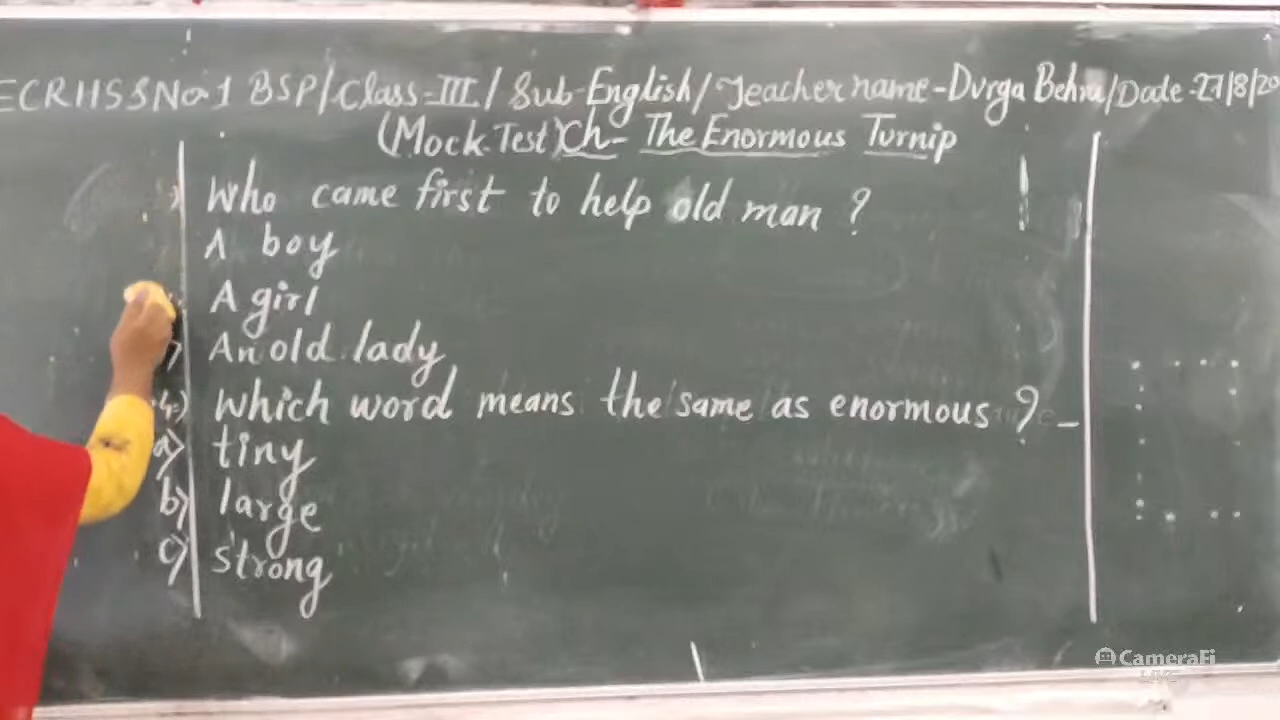 ECRHSSNo-1 BSP/Class-III/Sub-English/Teacher name-Durga Behra/Date-27/8/20
(Mock Test) Ch- The Enormous Turnip
) Who came first to help old man ?
A boy
A girl
) An old lady
4.) Which word means the same as enormous ? -
a) tiny
b) large
c) strong
CameraFi
LIVE